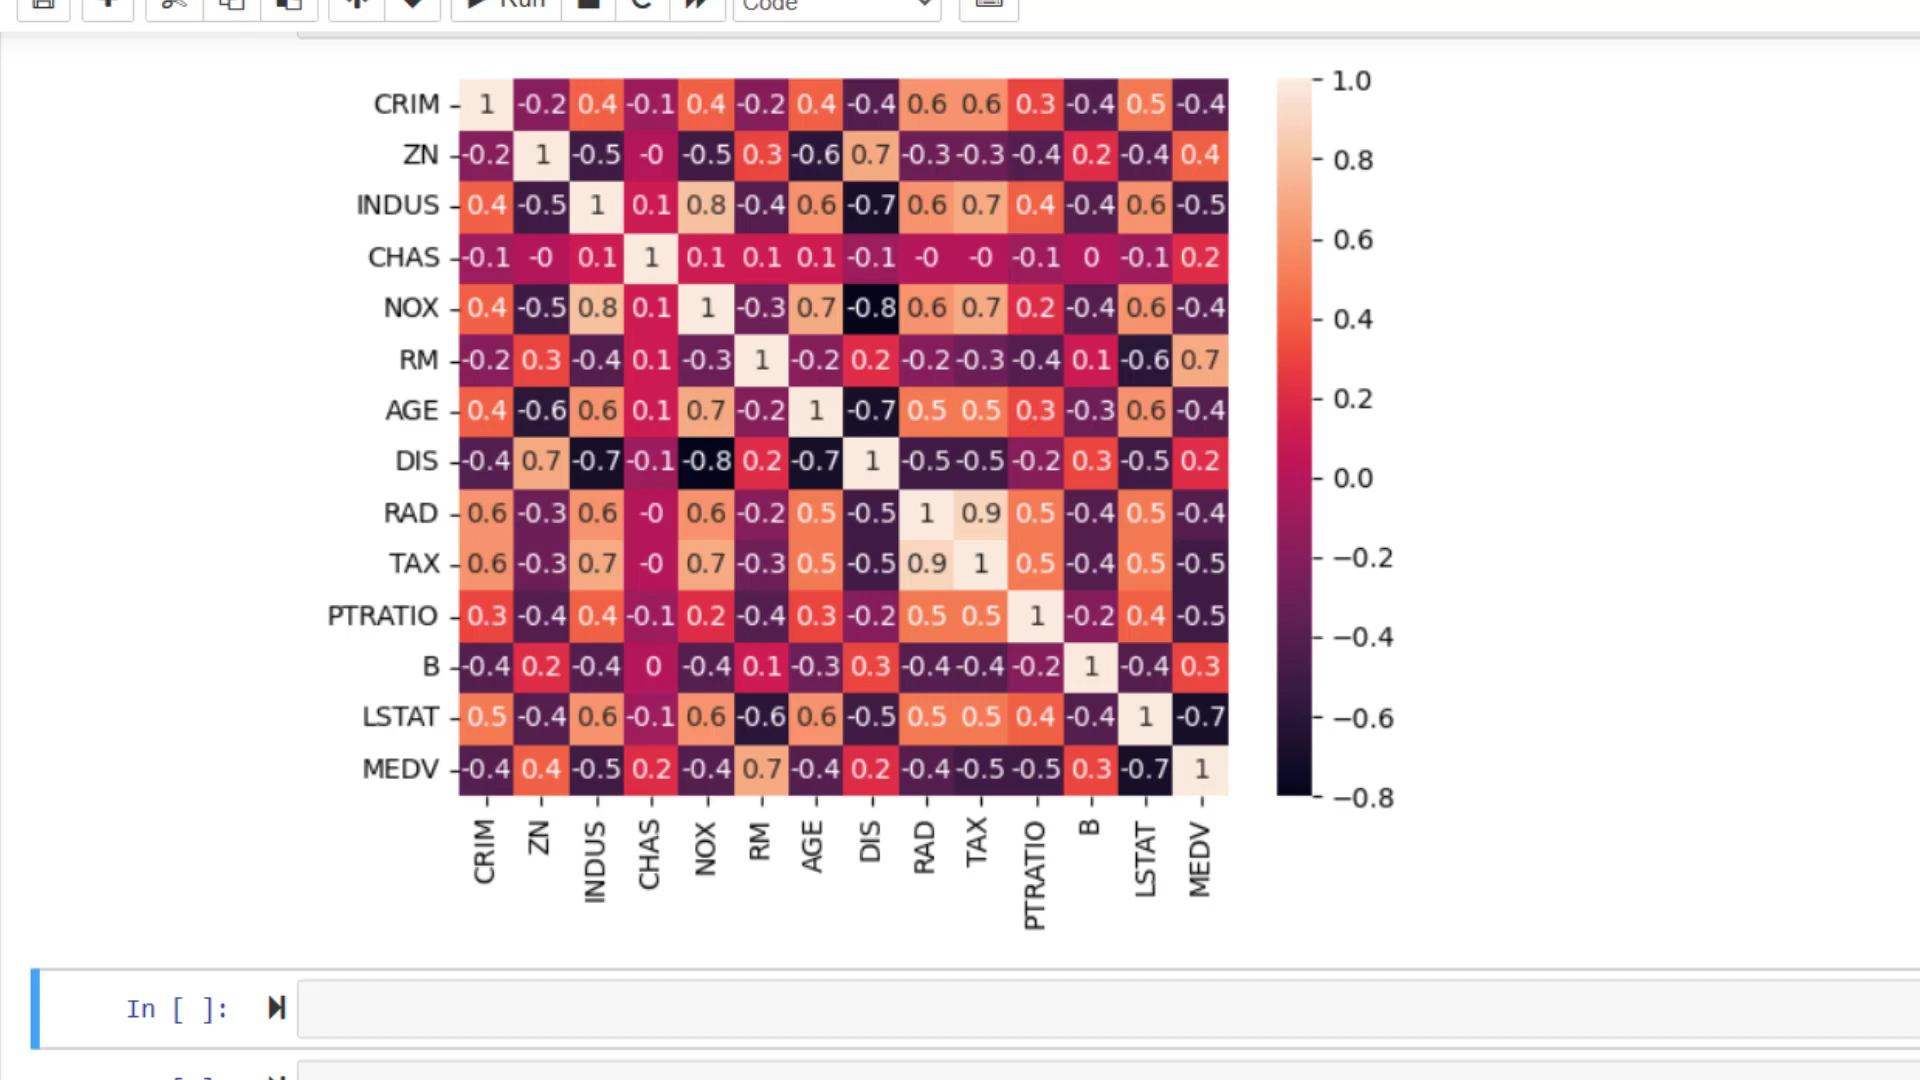 Run Code
1.0
CRIM 1 -0.2 0.4 -0.1 0.4 -0.2 0.4 -0.4 0.6 0.6 0.3 -0.4 0.5 -0.4
ZN -0.2 1 -0.5 -0 -0.5 0.3 -0.6 0.7 -0.3 -0.3 -0.4 0.2 -0.4 0.4
0.8
INDUS 0.4 -0.5 1 0.1 0.8 -0.4 0.6 -0.7 0.6 0.7 0.4 -0.4 0.6 -0.5
0.6
CHAS -0.1 -0 0.1 1 0.1 0.1 0.1 -0.1 -0 -0 -0.1 0 -0.1 0.2
NOX 0.4 -0.5 0.8 0.1 1 -0.3 0.7 -0.8 0.6 0.7 0.2 -0.4 0.6 -0.4
0.4
RM -0.2 0.3 -0.4 0.1 -0.3 1 -0.2 0.2 -0.2 -0.3 -0.4 0.1 -0.6 0.7
0.2
AGE 0.4 -0.6 0.6 0.1 0.7 -0.2 1 -0.7 0.5 0.5 0.3 -0.3 0.6 -0.4
DIS -0.4 0.7 -0.7 -0.1 -0.8 0.2 -0.7 1 -0.5 -0.5 -0.2 0.3 -0.5 0.2
0.0
RAD 0.6 -0.3 0.6 -0 0.6 -0.2 0.5 -0.5 1 0.9 0.5 -0.4 0.5 -0.4
−0.2
TAX 0.6 -0.3 0.7 -0 0.7 -0.3 0.5 -0.5 0.9 1 0.5 -0.4 0.5 -0.5
PTRATIO 0.3 -0.4 0.4 -0.1 0.2 -0.4 0.3 -0.2 0.5 0.5 1 -0.2 0.4 -0.5
−0.4
B -0.4 0.2 -0.4 0 -0.4 0.1 -0.3 0.3 -0.4 -0.4 -0.2 1 -0.4 0.3
LSTAT 0.5 -0.4 0.6 -0.1 0.6 -0.6 0.6 -0.5 0.5 0.5 0.4 -0.4 1 -0.7
−0.6
MEDV -0.4 0.4 -0.5 0.2 -0.4 0.7 -0.4 0.2 -0.4 -0.5 -0.5 0.3 -0.7 1
−0.8
CRIM ZN INDUS CHAS NOX RM AGE DIS RAD TAX PTRATIO B LSTAT MEDV
In [ ]: